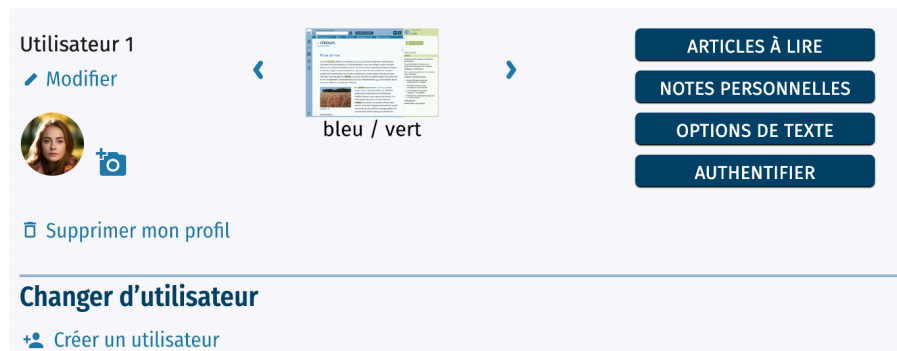 Utilisateur 1
Modifier
Supprimer mon profil
bleu / vert
ARTICLES À LIRE
NOTES PERSONNELLES
OPTIONS DE TEXTE
AUTHENTIFIER
Changer d’utilisateur
Créer un utilisateur